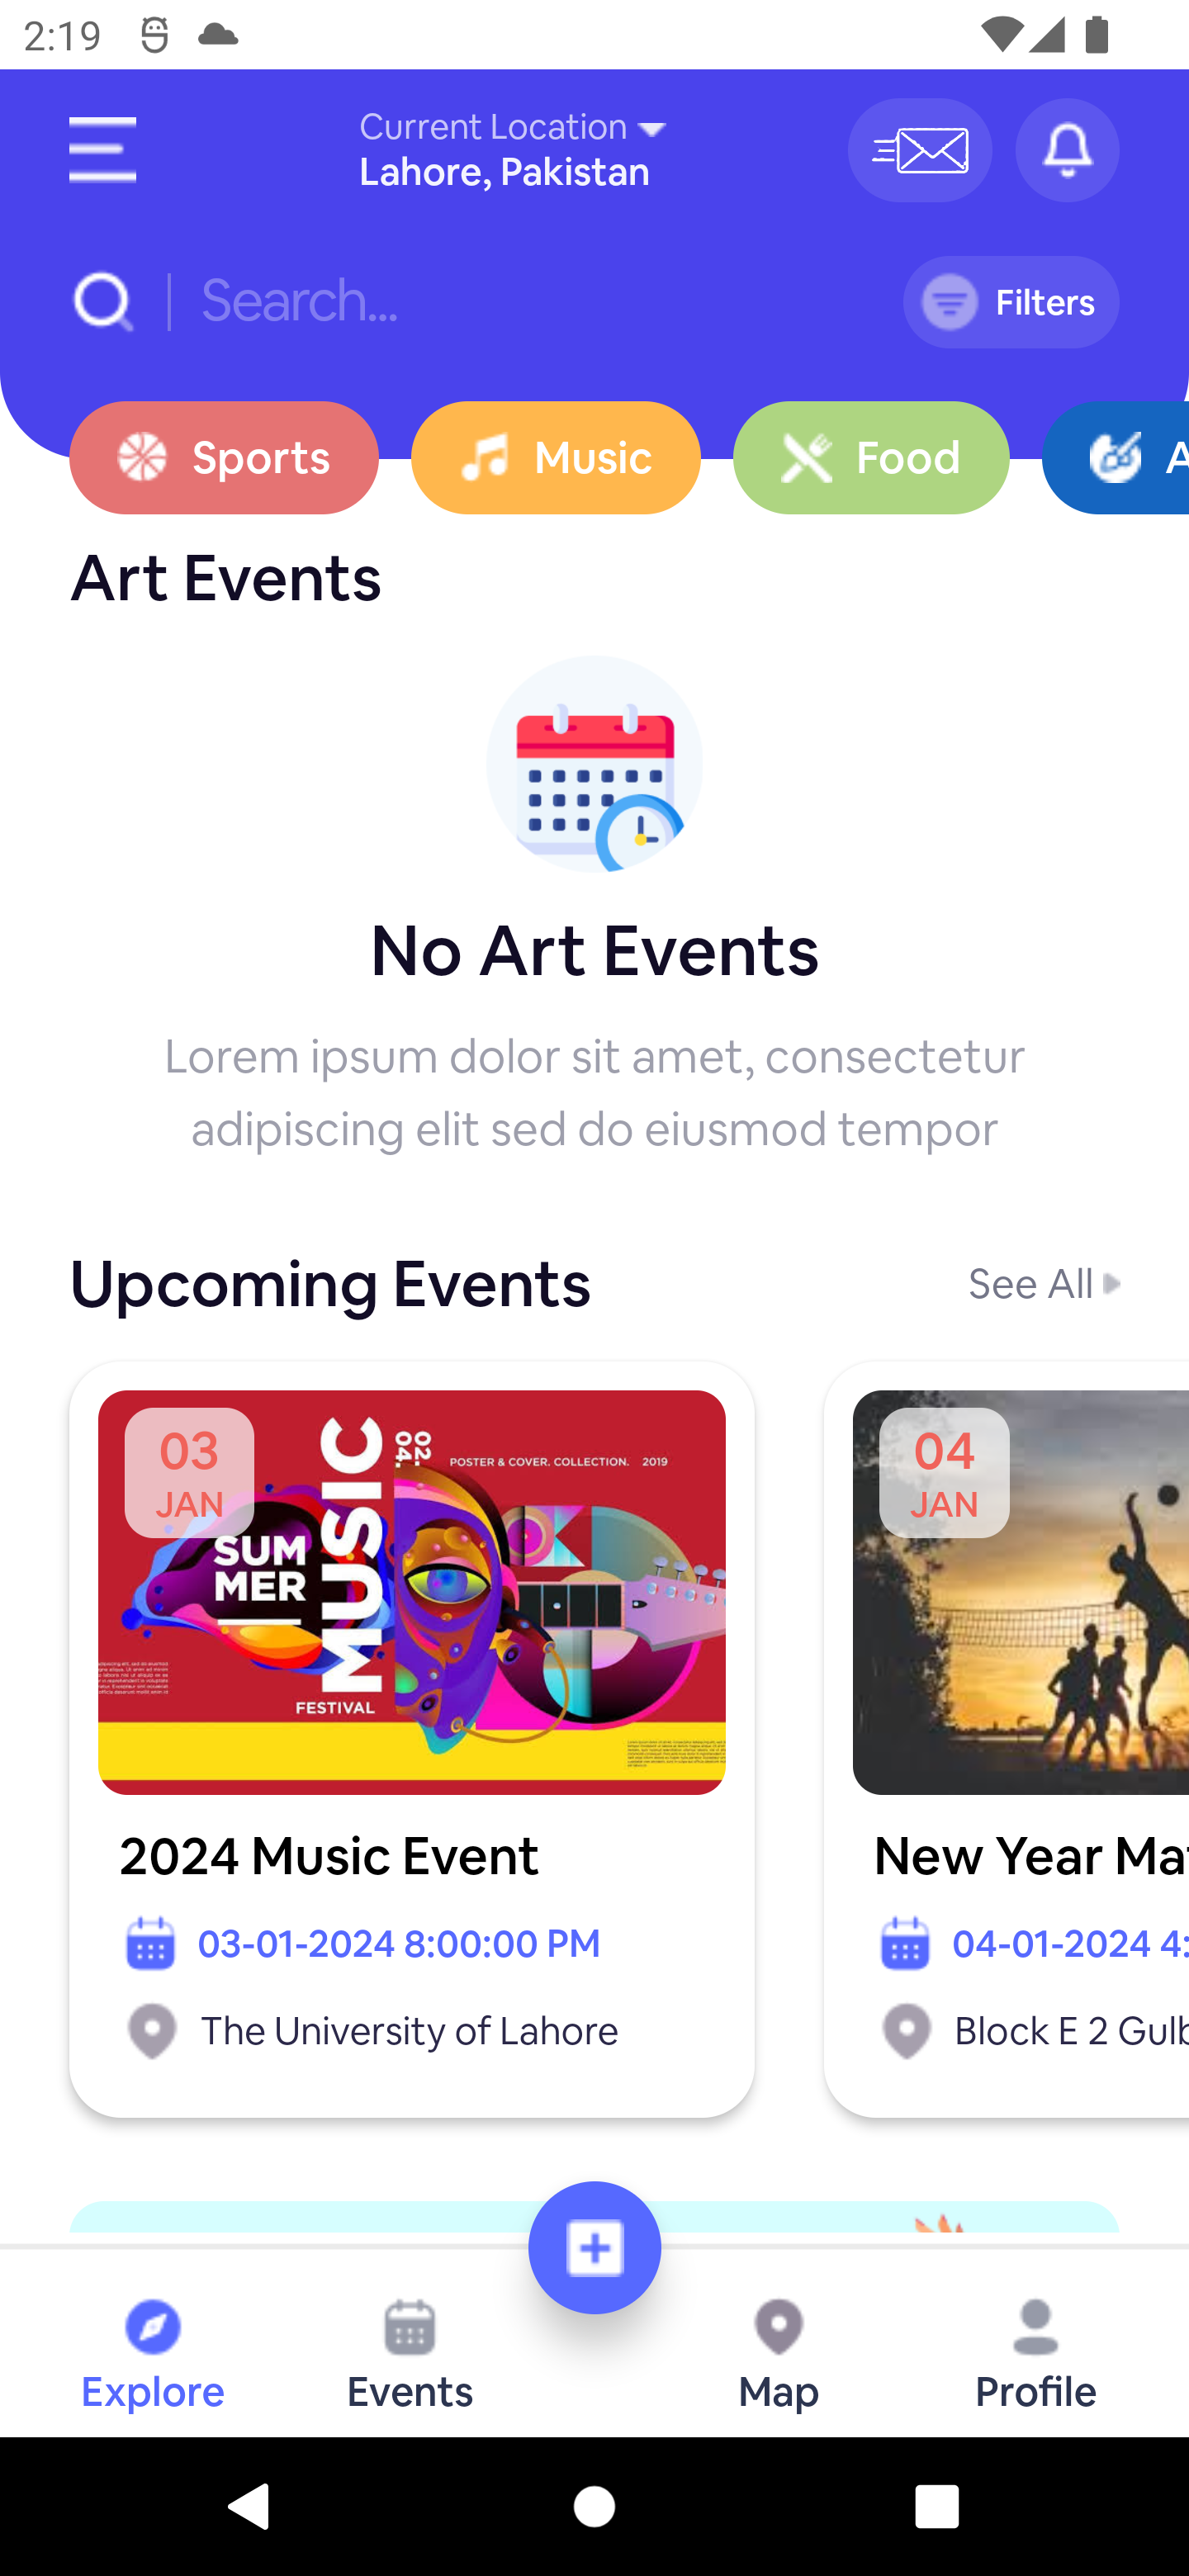 2:19
Current Location
Lahore, Pakistan
Search...
Filters
Sports
Music
Food
A
Art Events
No Art Events
Lorem ipsum dolor sit amet, consectetur
adipiscing elit sed do eiusmod tempor
Upcoming Events
See All
03
JAN
SUM
MER
MUSIC
FESTIVAL
02.
04.
POSTER & COVER. COLLECTION. 2019
04
JAN
2024 Music Event
03-01-2024 8:00:00 PM
The University of Lahore
New Year Ma
04-01-2024 4:
Block E 2 Gulb
Explore
Events
Map
Profile